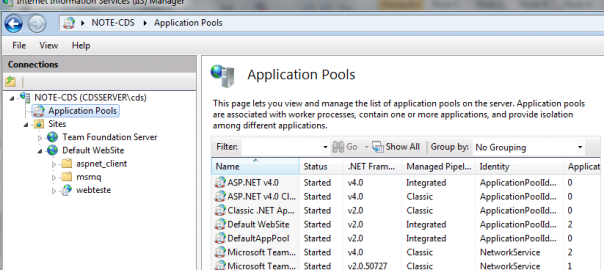 Internet Information Services (IIS) Manager
NOTE-CDS
Application Pools
File View Help
Connections
NOTE-CDS (CDSSERVER\cds)
Application Pools
Sites
Team Foundation Server
Default WebSite
aspnet_client
msmq
webteste
Application Pools
This page lets you view and manage the list of application pools on the server. Application pools
are associated with worker processes, contain one or more applications, and provide isolation
among different applications.
Filter: Go Show All Group by: No Grouping
Name Status .NET Fram... Managed Pipel... Identity Applicat
ASP.NET v4.0 Started v4.0 Integrated ApplicationPoolId... 0
ASP.NET v4.0 Cl... Started v4.0 Classic ApplicationPoolId... 0
Classic .NET Ap... Started v2.0 Classic ApplicationPoolId... 0
Default WebSite Started v2.0 Integrated ApplicationPoolId... 2
DefaultAppPool Started v2.0 Integrated ApplicationPoolId... 0
Microsoft Team... Started v4.0 Classic NetworkService 2
Microsoft Team... Started v2.0.50727 Classic NetworkService 1